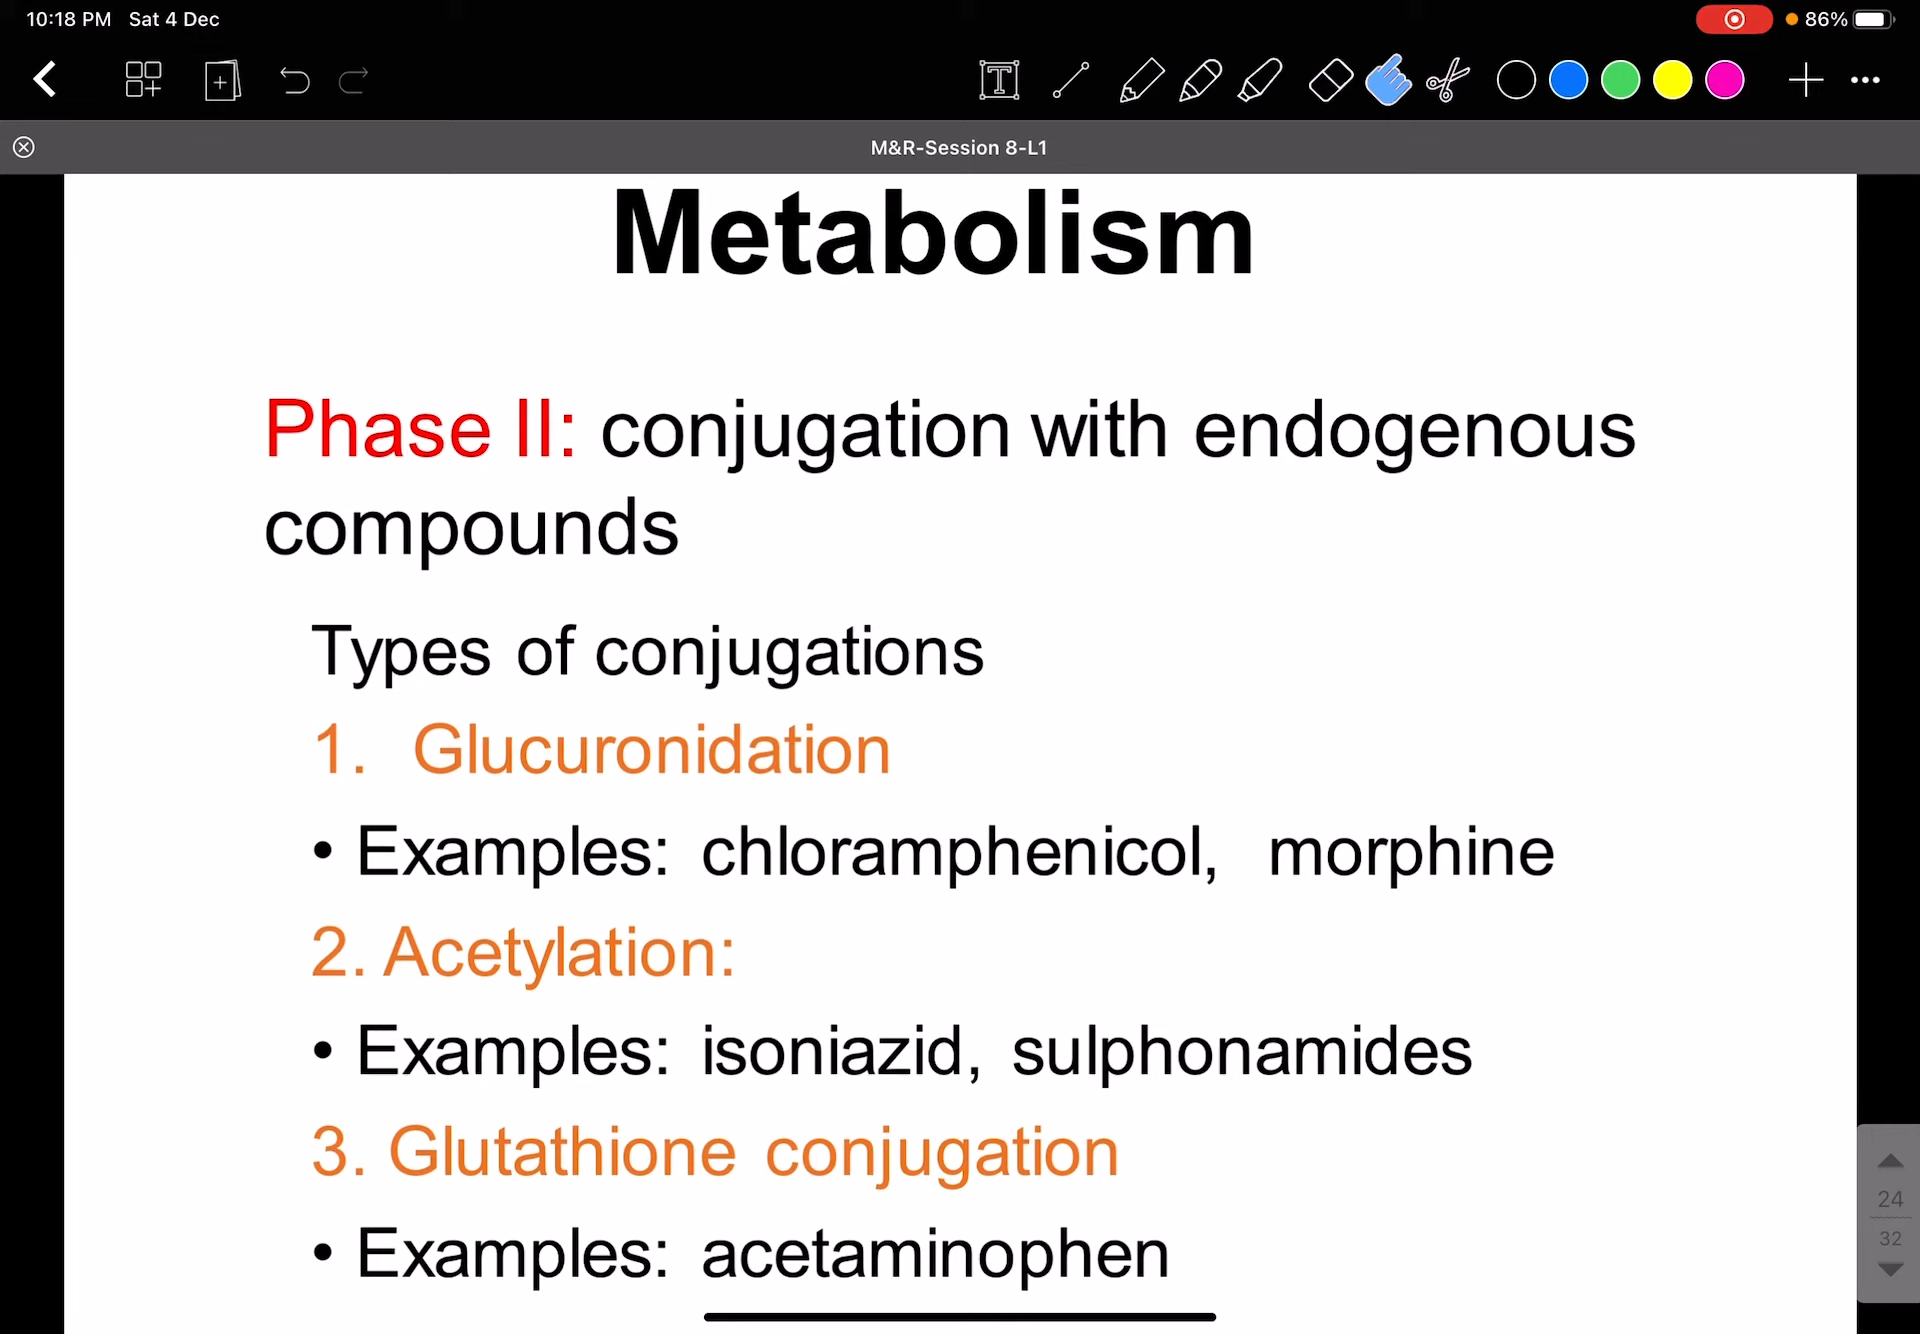 10:18 PM Sat 4 Dec
86%
M&R-Session 8-L1
Metabolism
Phase II: conjugation with endogenous
compounds
Types of conjugations
1. Glucuronidation
• Examples: chloramphenicol, morphine
2. Acetylation:
• Examples: isoniazid, sulphonamides
3. Glutathione conjugation
• Examples: acetaminophen
24
32